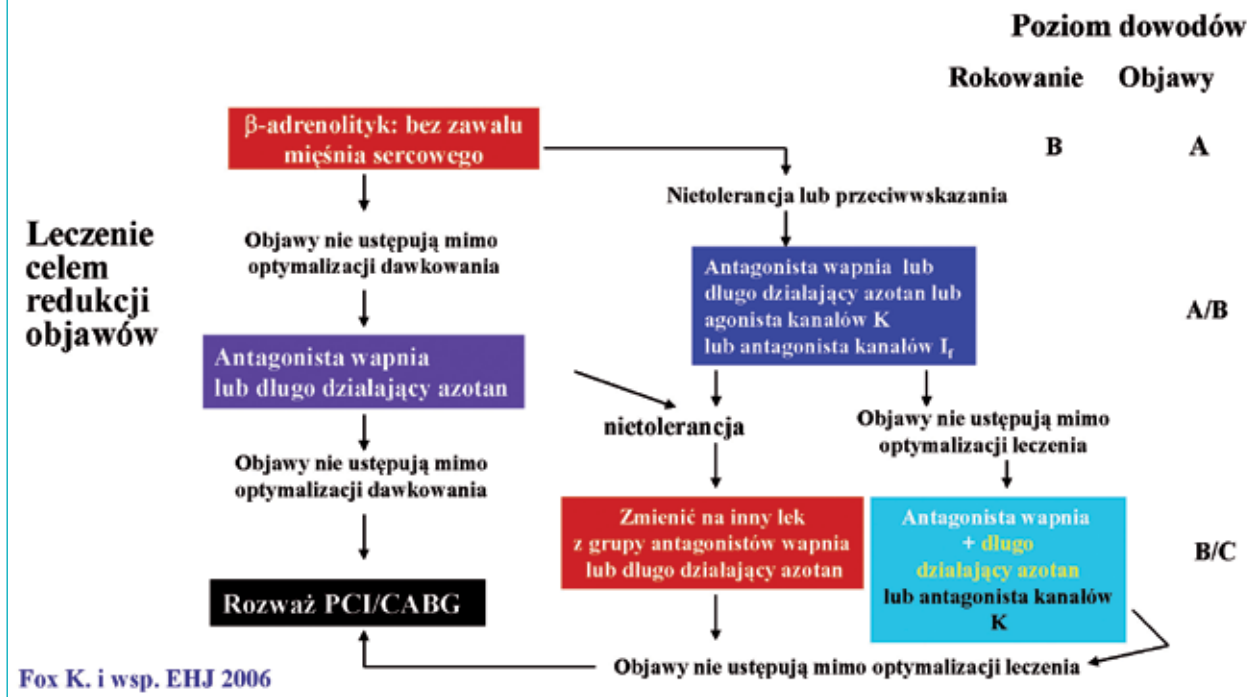 Poziom dowodów
Rokowanie Objawy
β-adrenolityk: bez zawału
mięśnia sercowego
B A
Nietolerancja lub przeciwwskazania
Leczenie
celem
redukcji
objawów
Objawy nie ustępują mimo
optymalizacji dawkowania
Antagonista wapnia lub
długo działający azotan lub
agonista kanałów K
lub antagonista kanałów If
A/B
Antagonista wapnia
lub długo działający azotan
nietolerancja
Objawy nie ustępują mimo
optymalizacji leczenia
Objawy nie ustępują mimo
optymalizacji dawkowania
Zmienić na inny lek
z grupy antagonistów wapnia
lub długo działający azotan
Antagonista wapnia
+ długo
działający azotan
lub antagonista kanałów
K
B/C
Rozważ PCI/CABG
Objawy nie ustępują mimo optymalizacji leczenia
Fox K. i wsp. EHJ 2006